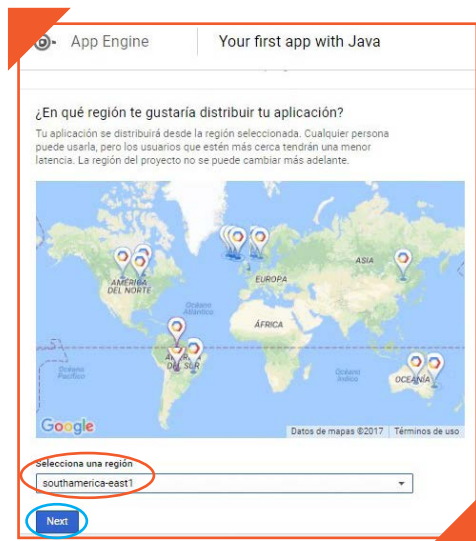 App Engine
Your first app with Java
¿En qué región te gustaría distribuir tu aplicación?
Tu aplicación se distribuirá desde la región seleccionada. Cualquier persona
puede usarla, pero los usuarios que estén más cerca tendrán una menor
latencia. La región del proyecto no se puede cambiar más adelante.
ASIA
AMÉRICA
DEL NORTE
EUROPA
Océano
Atlántico
ÁFRICA
DEL SUR
Océano
Pacífico
Océano
Índico
OCEANÍA
Google
Datos de mapas ©2017
Términos de uso
Selecciona una región
southamerica-east1
Next